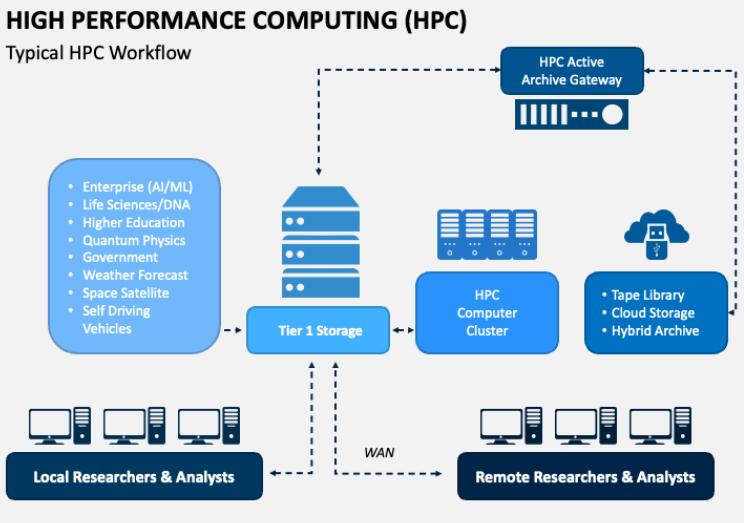 HIGH PERFORMANCE COMPUTING (HPC)
Typical HPC Workflow
HPC Active
Archive Gateway
• Enterprise (AI/ML)
• Life Sciences/DNA
• Higher Education
• Quantum Physics
• Government
• Weather Forecast
• Space Satellite
• Self Driving
Vehicles
Tier 1 Storage
HPC
Computer
Cluster
• Tape Library
• Cloud Storage
• Hybrid Archive
Local Researchers & Analysts
WAN
Remote Researchers & Analysts